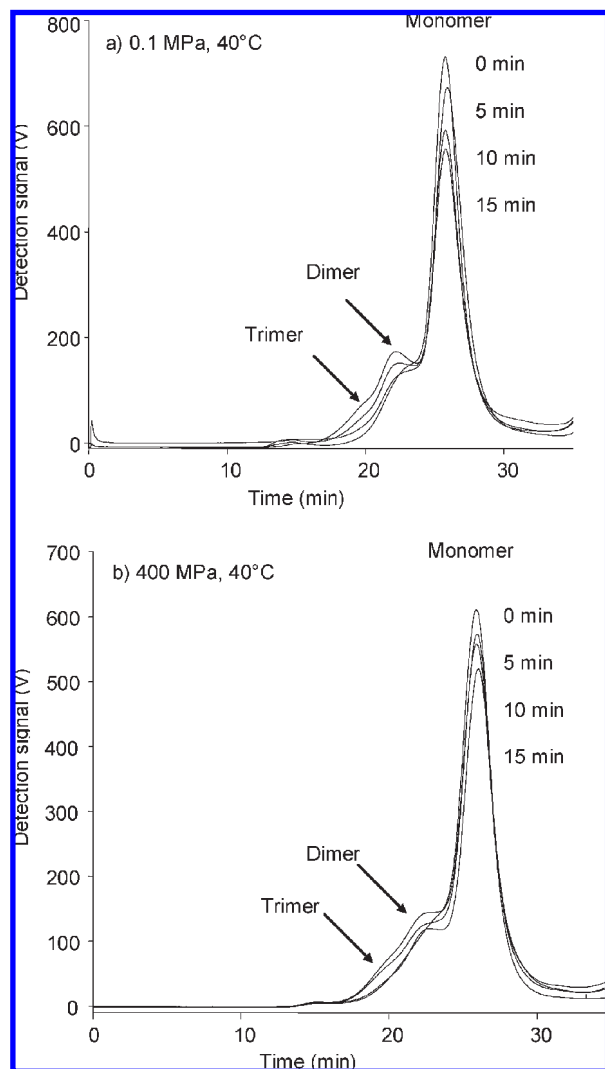 Monomer
a) 0.1 MPa, 40°C
800
600
400
200
0
Detection signal (V)
0 min
5 min
10 min
15 min
Dimer
Trimer
0
10
20
30
Time (min)
Monomer
b) 400 MPa, 40°C
700
600
500
400
300
200
100
0
Detection signal (V)
0 min
5 min
10 min
15 min
Dimer
Trimer
0
10
20
30
Time (min)